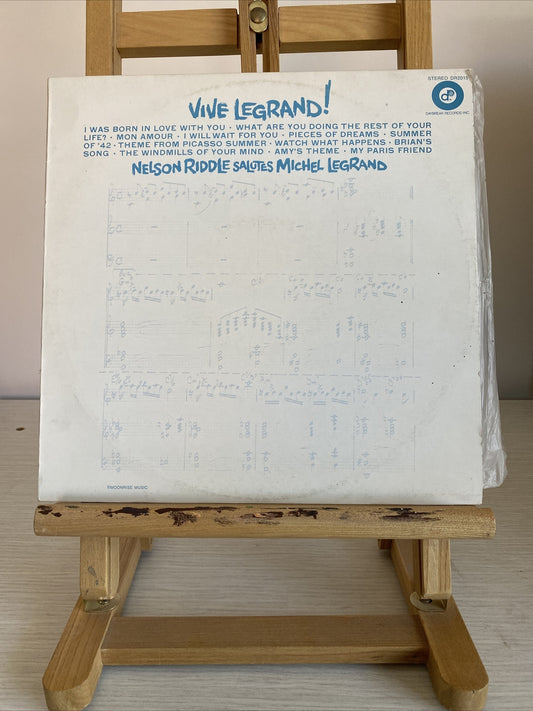 STEREO DR2015
VIVE LEGRAND!
DAYBREAK RECORDS INC.
I WAS BORN IN LOVE WITH YOU · WHAT ARE YOU DOING THE REST OF YOUR
LIFE? · MON AMOUR · I WILL WAIT FOR YOU · PIECES OF DREAMS · SUMMER
OF '42 · THEME FROM PICASSO SUMMER · WATCH WHAT HAPPENS · BRIAN'S
SONG · THE WINDMILLS OF YOUR MIND · AMY'S THEME · MY PARIS FRIEND
NELSON RIDDLE SALUTES MICHEL LEGRAND
©MOONRISE MUSIC